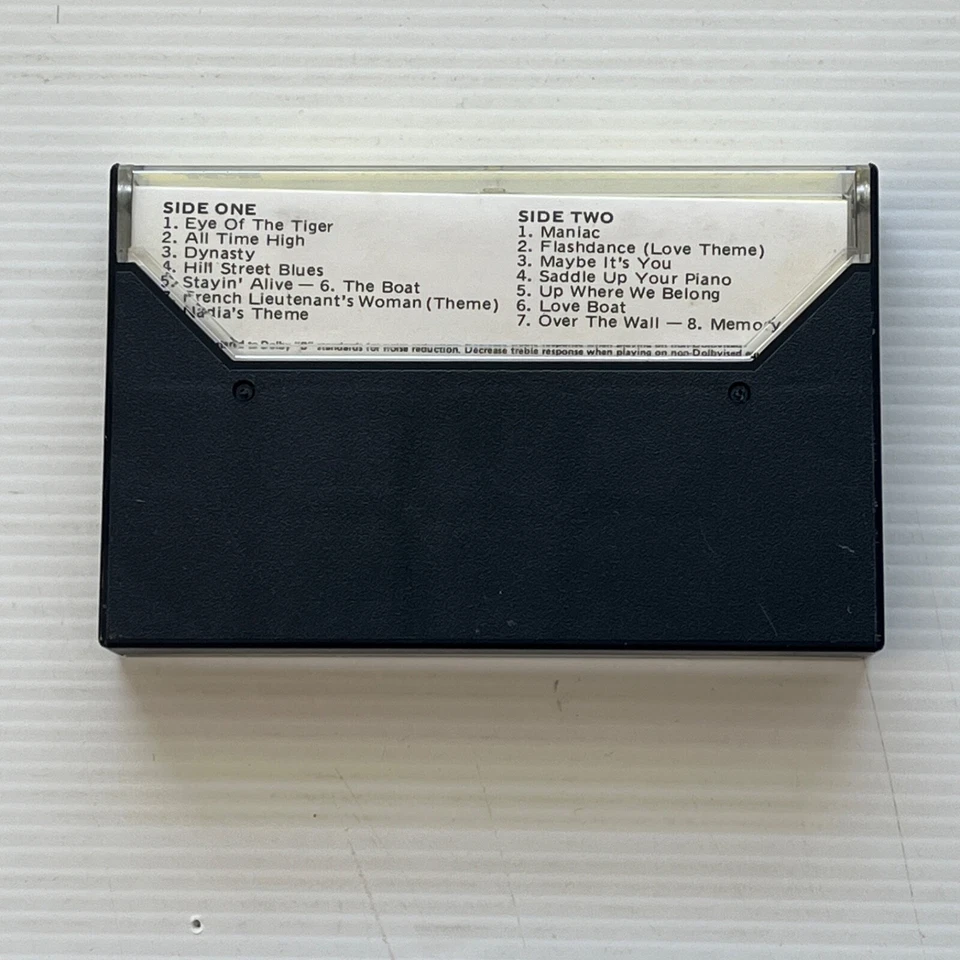 SIDE ONE
1. Eye Of The Tiger
2. All Time High
3. Dynasty
4. Hill Street Blues
5. Stayin' Alive — 6. The Boat
French Lieutenant's Woman (Theme)
Nadia's Theme
SIDE TWO
1. Maniac
2. Flashdance (Love Theme)
3. Maybe It's You
4. Saddle Up Your Piano
5. Up Where We Belong
6. Love Boat
7. Over The Wall — 8. Memory
to Dolby "B" standards for noise reduction. Decrease treble response when playing on non-Dolbyised